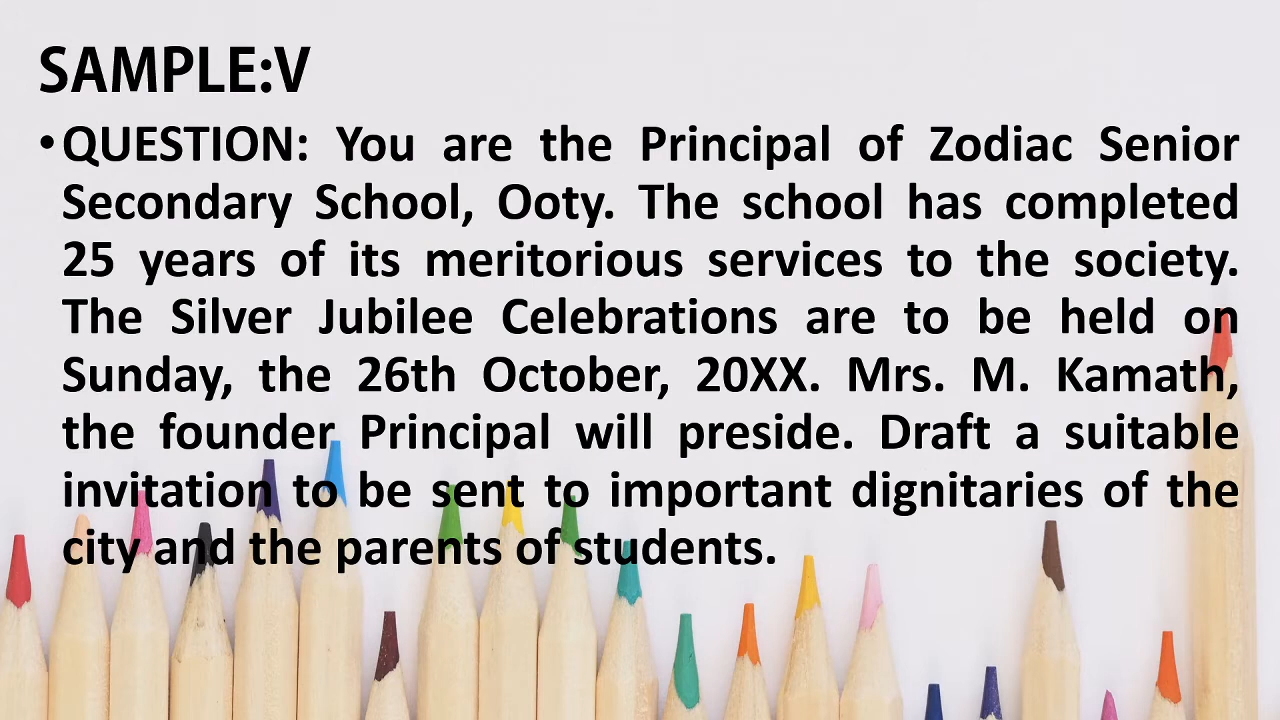 SAMPLE:V
•QUESTION: You are the Principal of Zodiac Senior
Secondary School, Ooty. The school has completed
25 years of its meritorious services to the society.
The Silver Jubilee Celebrations are to be held on
Sunday, the 26th October, 20XX. Mrs. M. Kamath,
the founder Principal will preside. Draft a suitable
invitation to be sent to important dignitaries of the
city and the parents of students.